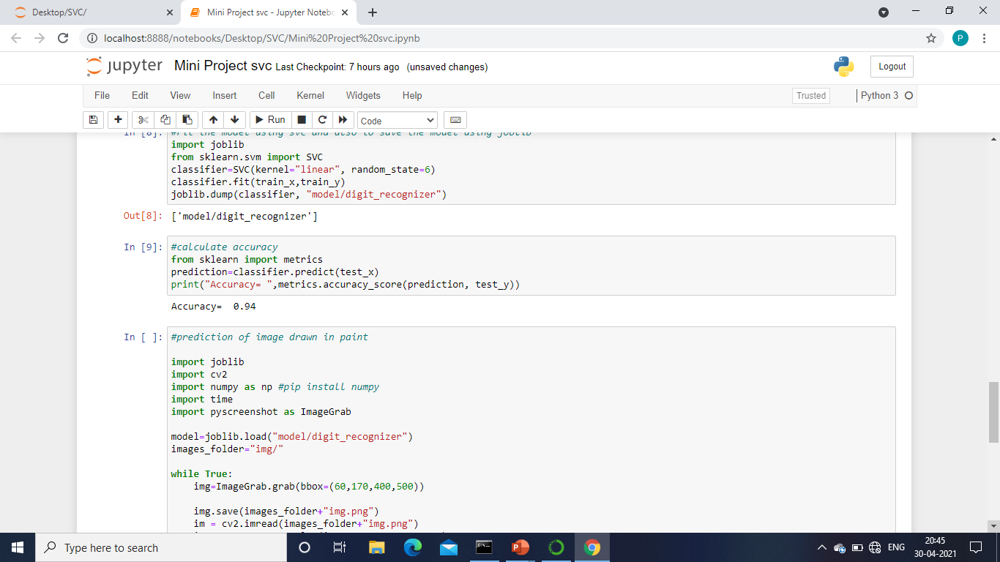 Desktop/SVC/
Mini Project svc - Jupyter Notebo
localhost:8888/notebooks/Desktop/SVC/Mini%20Project%20svc.ipynb
P
jupyter Mini Project svc Last Checkpoint: 7 hours ago (unsaved changes)
Logout
File Edit View Insert Cell Kernel Widgets Help
Trusted
Python 3
Run
Code
In [8]: #Fit the model using svc and also to save the model using joblib
import joblib
from sklearn.svm import SVC
classifier=SVC(kernel="linear", random_state=6)
classifier.fit(train_x,train_y)
joblib.dump(classifier, "model/digit_recognizer")
Out[8]: ['model/digit_recognizer']
In [9]: #calculate accuracy
from sklearn import metrics
prediction=classifier.predict(test_x)
print("Accuracy= ",metrics.accuracy_score(prediction, test_y))
Accuracy=  0.94
In [ ]: #prediction of image drawn in paint
import joblib
import cv2
import numpy as np #pip install numpy
import time
import pyscreenshot as ImageGrab
model=joblib.load("model/digit_recognizer")
images_folder="img/"
while True:
    img=ImageGrab.grab(bbox=(60,170,400,500))
    img.save(images_folder+"img.png")
    im = cv2.imread(images_folder+"img.png")
Type here to search
ENG
20:45
30-04-2021